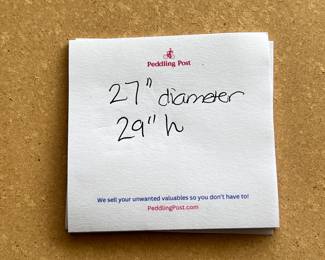 Peddling Post
27" diameter
29" h
We sell your unwanted valuables so you don't have to!
PeddlingPost.com